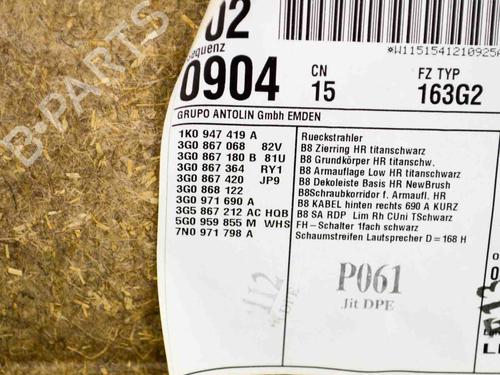 02
equenz
0904
CN
15
*W1151541210925A
FZ TYP
163G2
GRUPO ANTOLIN GmbH EMDEN
1K0 947 419 A
3G0 867 068 82V
3G0 867 180 B 81U
3G0 867 364 RY1
3G0 867 420 JP9
3G0 868 122
3G0 971 690 A
3G5 867 212 AC HQB
5G0 959 855 M WHS
7N0 971 798 A
Rueckstrahler
B8 Zierring HR titanschwarz
B8 Grundkörper HR titanschw.
B8 Armauflage Low HR titanschwarz
B8 Dekoleiste Basis HR NewBrush
B8Schraubkorridor f. Armaufl. HR
B8 KABEL hinten rechts 690 A KURZ
B8 SA RDP Lim Rh CUni TSchwarz
FH-Schalter 1fach schwarz
Schaumstreifen Lautsprecher D=168 H
P061
Jit DPE
112
B-PARTS